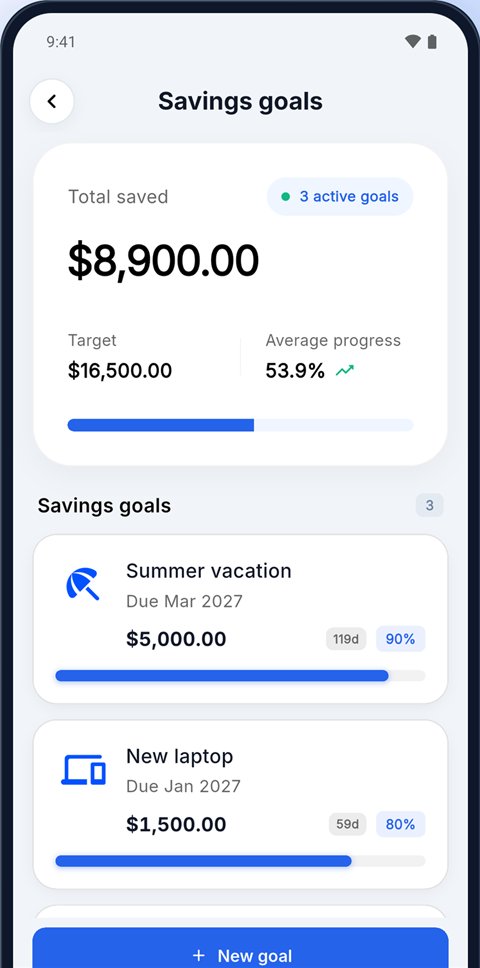 9:41
Savings goals
Total saved
3 active goals
$8,900.00
Target
Average progress
$16,500.00
53.9%
Savings goals
3
Summer vacation
Due Mar 2027
$5,000.00
119d
90%
New laptop
Due Jan 2027
$1,500.00
59d
80%
+ New goal